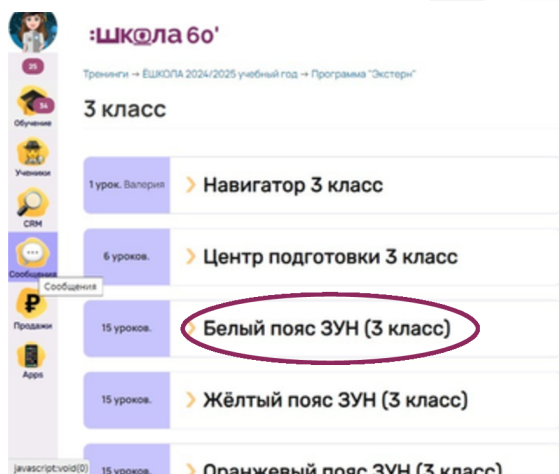 :ШКОЛА 60'
25
Тренинги → ЁШКОЛА 2024/2025 учебный год → Программа "Экстерн"
34
Обучение
3 класс
Ученики
1 урок. Валерия
Навигатор 3 класс
CRM
6 уроков.
Центр подготовки 3 класс
Сообщения
Сообщения
15 уроков.
Белый пояс ЗУН (3 класс)
Продажи
Apps
15 уроков.
Жёлтый пояс ЗУН (3 класс)
javascript:void(0)
15 уроков.
Оранжевый пояс ЗУН (3 класс)